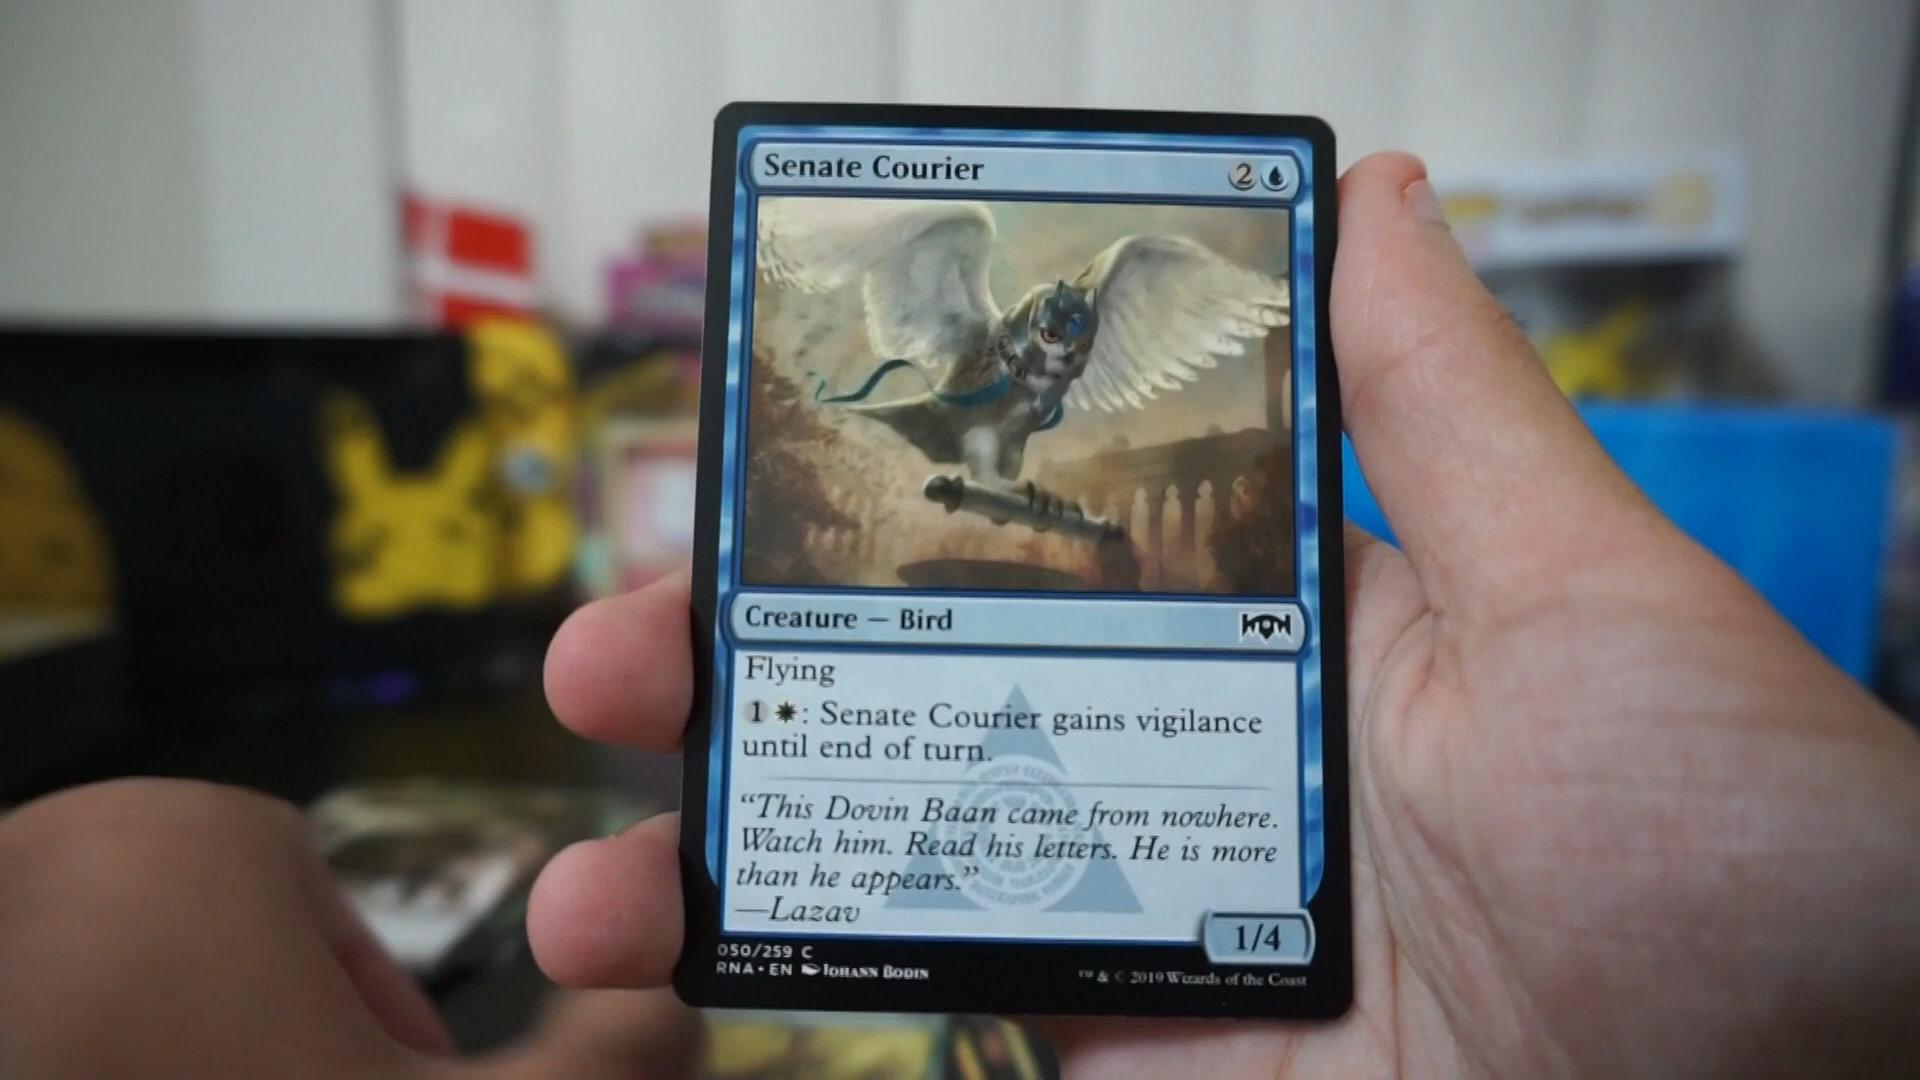 Senate Courier 2
Creature — Bird
Flying
1 : Senate Courier gains vigilance
until end of turn.
“This Dovin Baan came from nowhere.
Watch him. Read his letters. He is more
than he appears.”
—Lazav
1/4
050/259 C
RNA • EN Johann Bodin
™ & © 2019 Wizards of the Coast